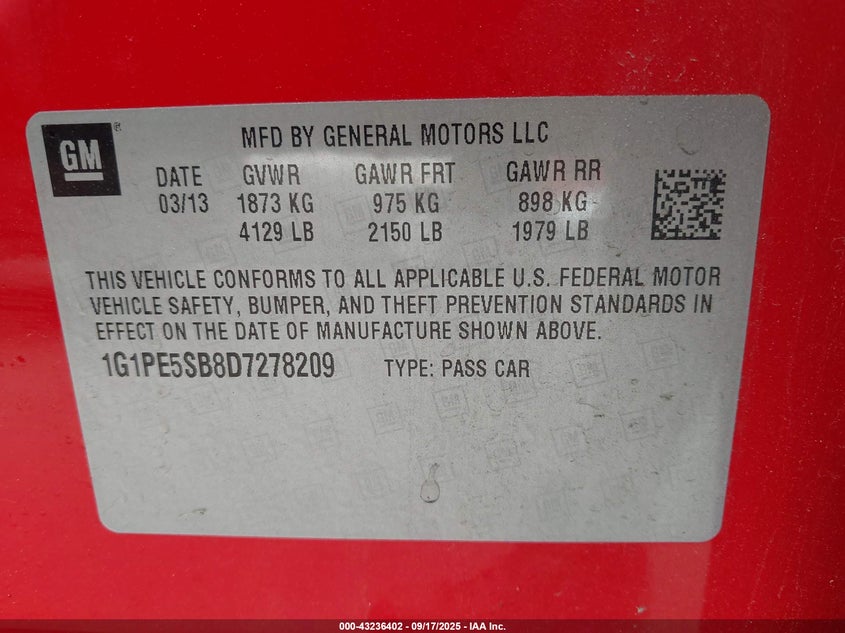 GM ®
MFD BY GENERAL MOTORS LLC
DATE GVWR GAWR FRT GAWR RR
03/13 1873 KG 975 KG 898 KG
4129 LB 2150 LB 1979 LB
THIS VEHICLE CONFORMS TO ALL APPLICABLE U.S. FEDERAL MOTOR
VEHICLE SAFETY, BUMPER, AND THEFT PREVENTION STANDARDS IN
EFFECT ON THE DATE OF MANUFACTURE SHOWN ABOVE.
1G1PE5SB8D7278209 TYPE: PASS CAR
000-43236402 - 09/17/2025 - IAA Inc.